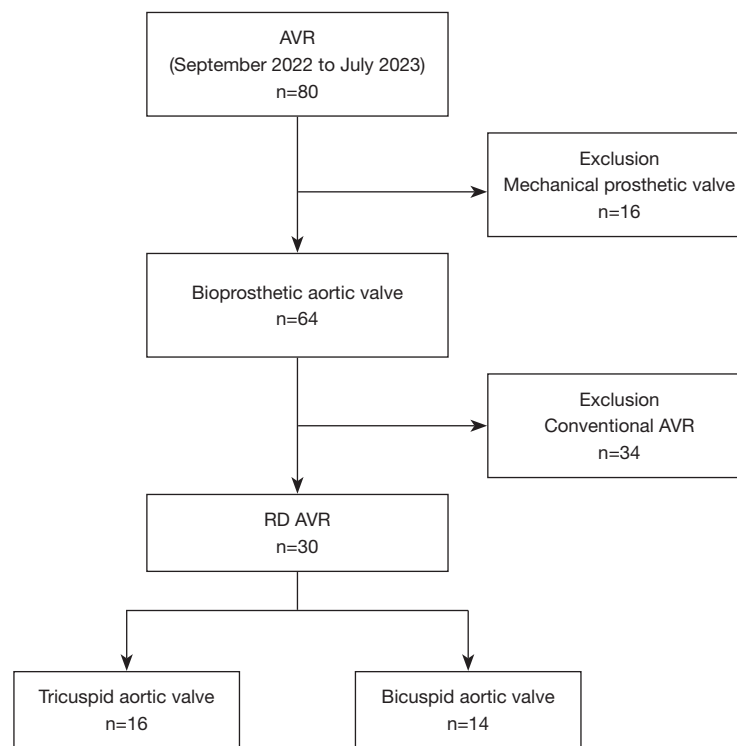 AVR
(September 2022 to July 2023)
n=80
Exclusion
Mechanical prosthetic valve
n=16
Bioprosthetic aortic valve
n=64
Exclusion
Conventional AVR
n=34
RD AVR
n=30
Tricuspid aortic valve
n=16
Bicuspid aortic valve
n=14